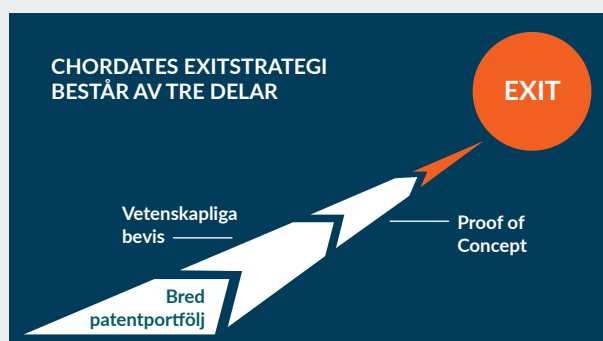 CHORDATES EXITSTRATEGI
BESTÅR AV TRE DELAR
EXIT
Vetenskapliga
bevis
Proof of
Concept
Bred
patentportfölj